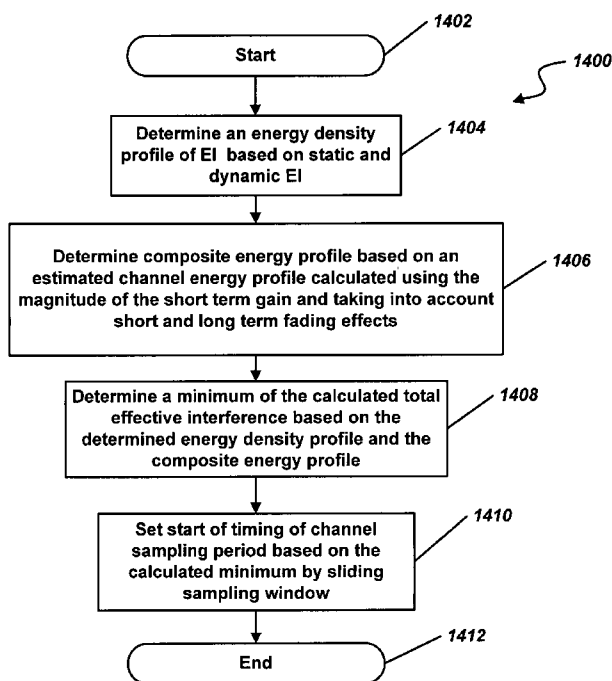 1402
Start
1400
Determine an energy density
profile of EI based on static and
dynamic EI
1404
Determine composite energy profile based on an
estimated channel energy profile calculated using the
magnitude of the short term gain and taking into account
short and long term fading effects
1406
Determine a minimum of the calculated total
effective interference based on the
determined energy density profile and the
composite energy profile
1408
Set start of timing of channel
sampling period based on the
calculated minimum by sliding
sampling window
1410
End
1412